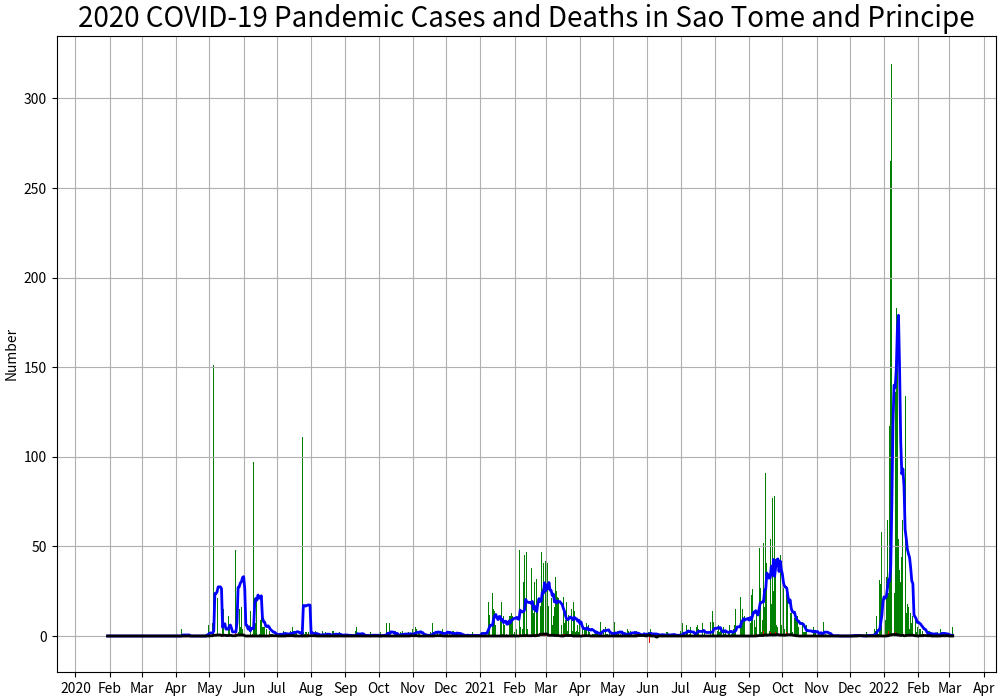 2020 COVID-19 Pandemic Cases and Deaths in Sao Tome and Principe
Number
300
250
200
150
100
50
0
2020 Feb Mar Apr May Jun Jul Aug Sep Oct Nov Dec 2021 Feb Mar Apr May Jun Jul Aug Sep Oct Nov Dec 2022 Feb Mar Apr